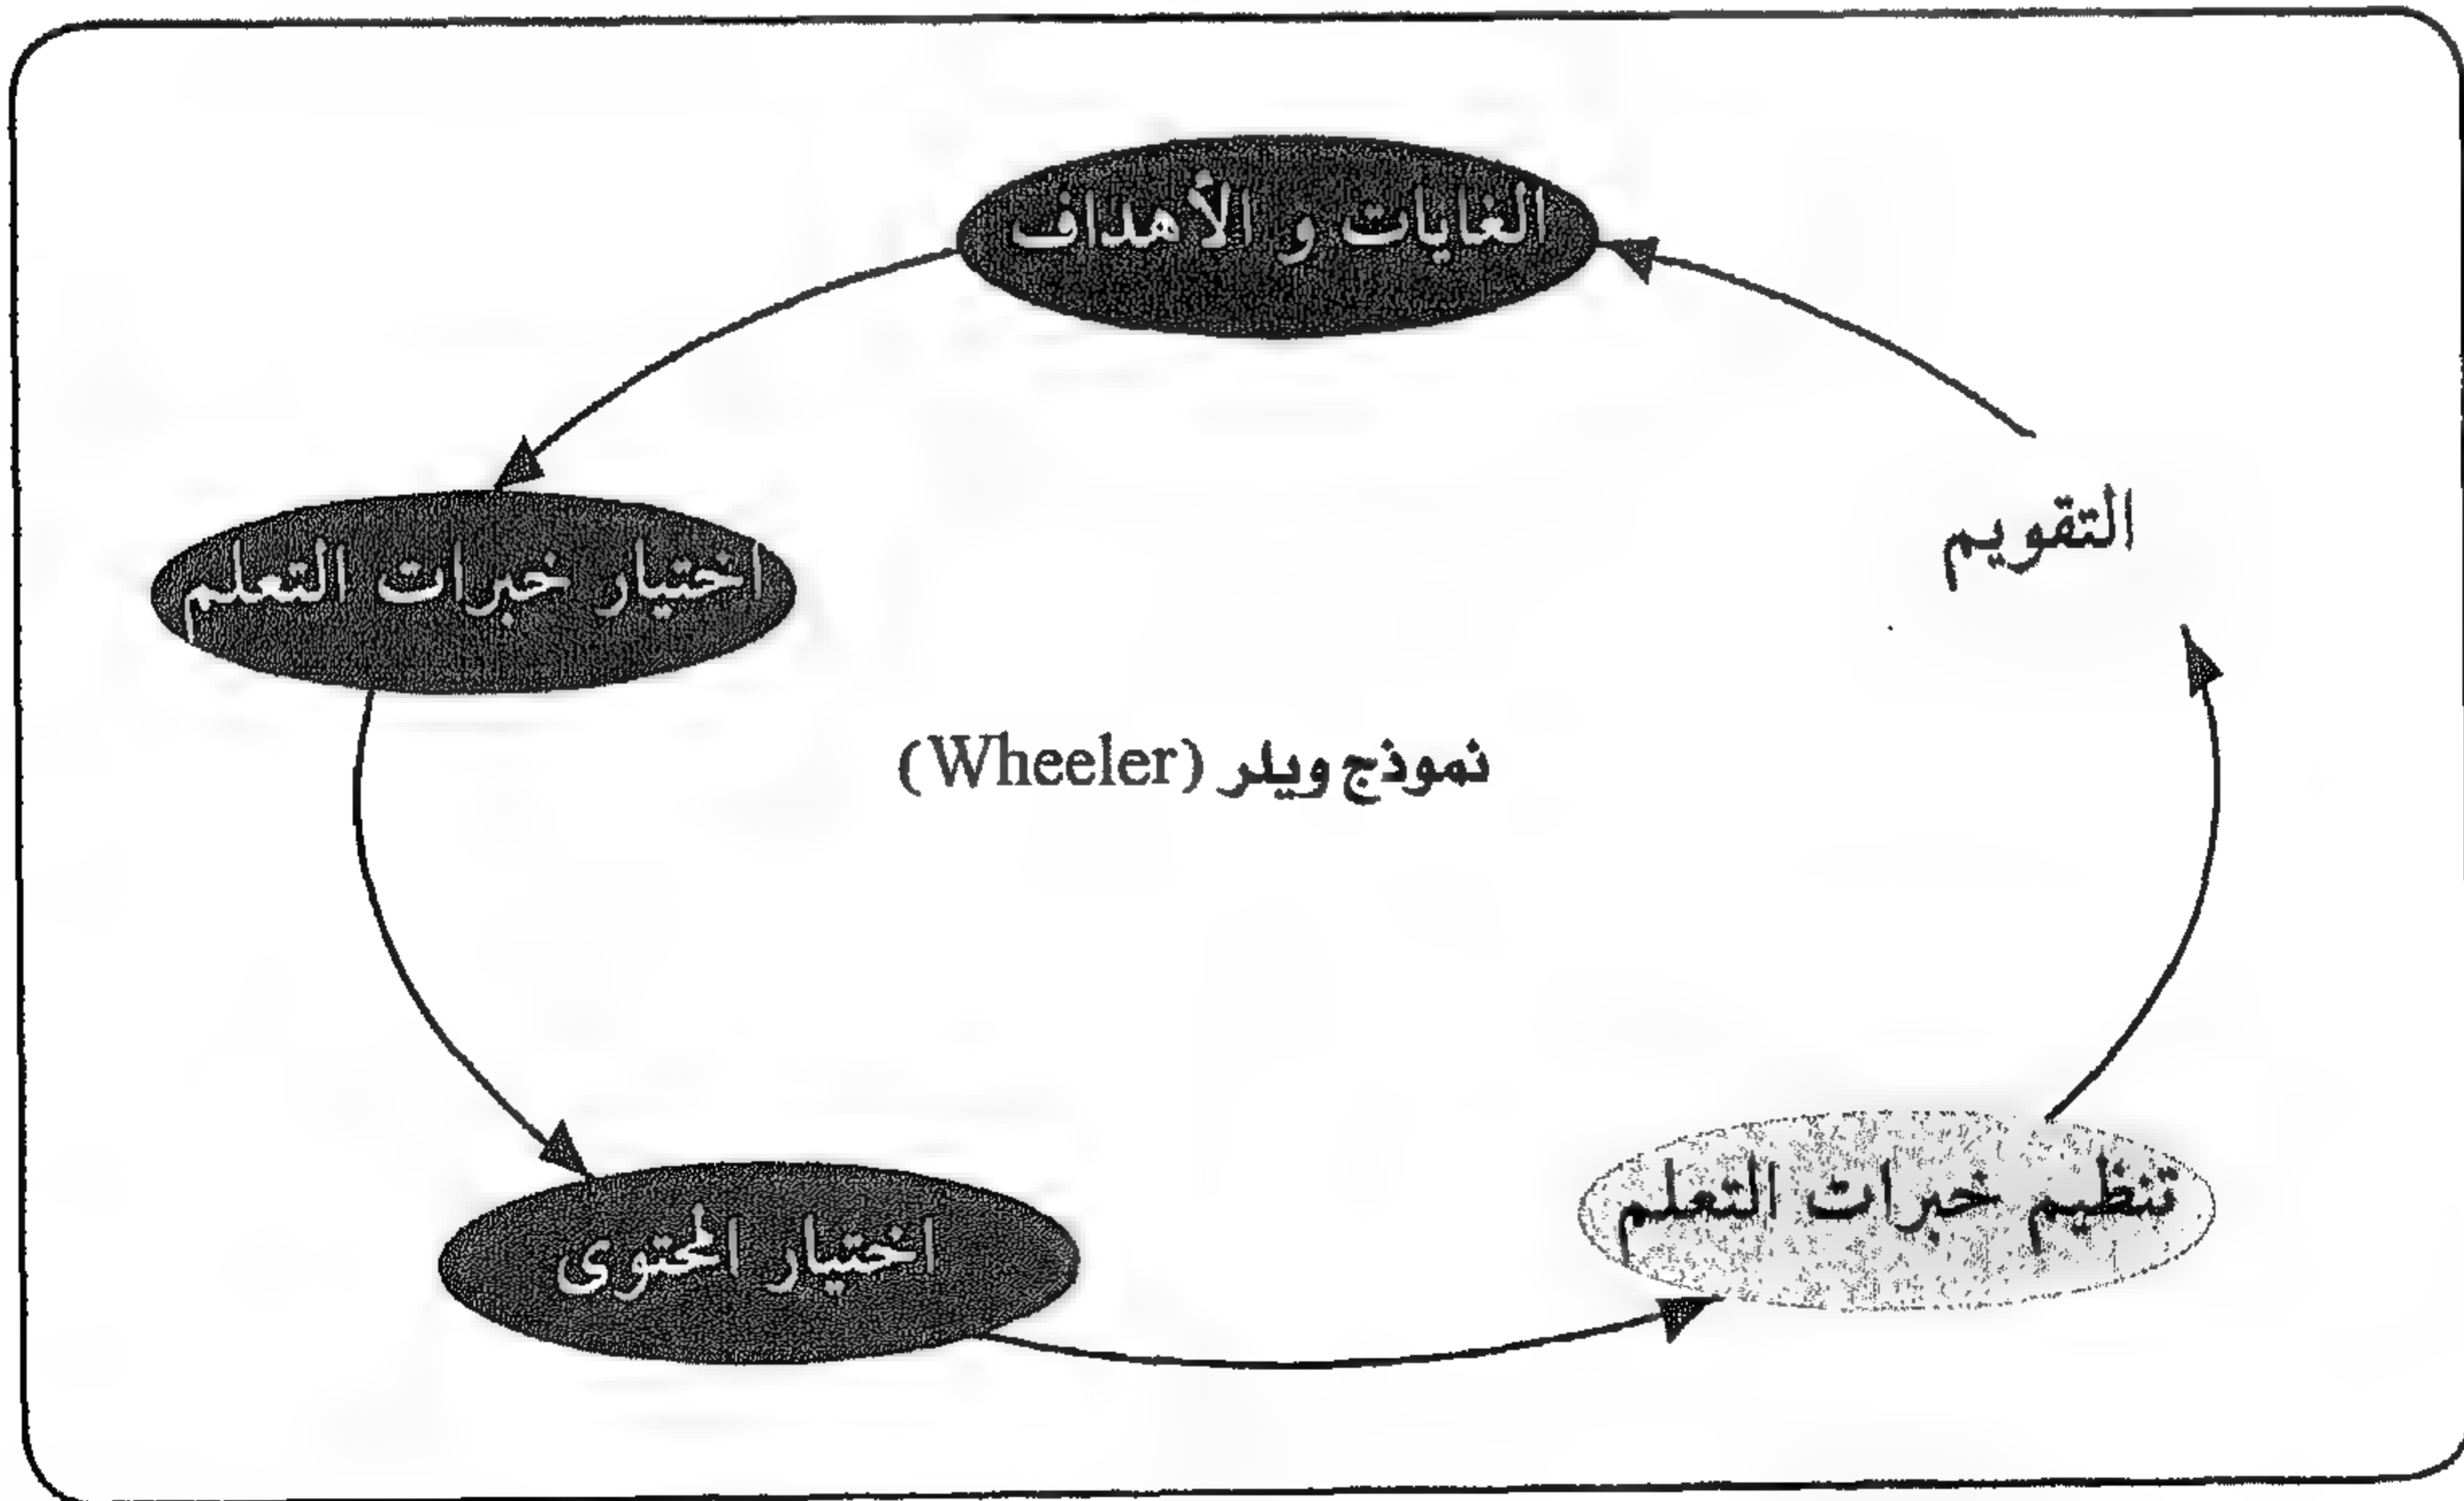 الغايات و الأهداف
اختيار خبرات التعلم
التقويم
نموذج ويلر (Wheeler)
اختيار المحتوى
تنظيم خبرات التعلم